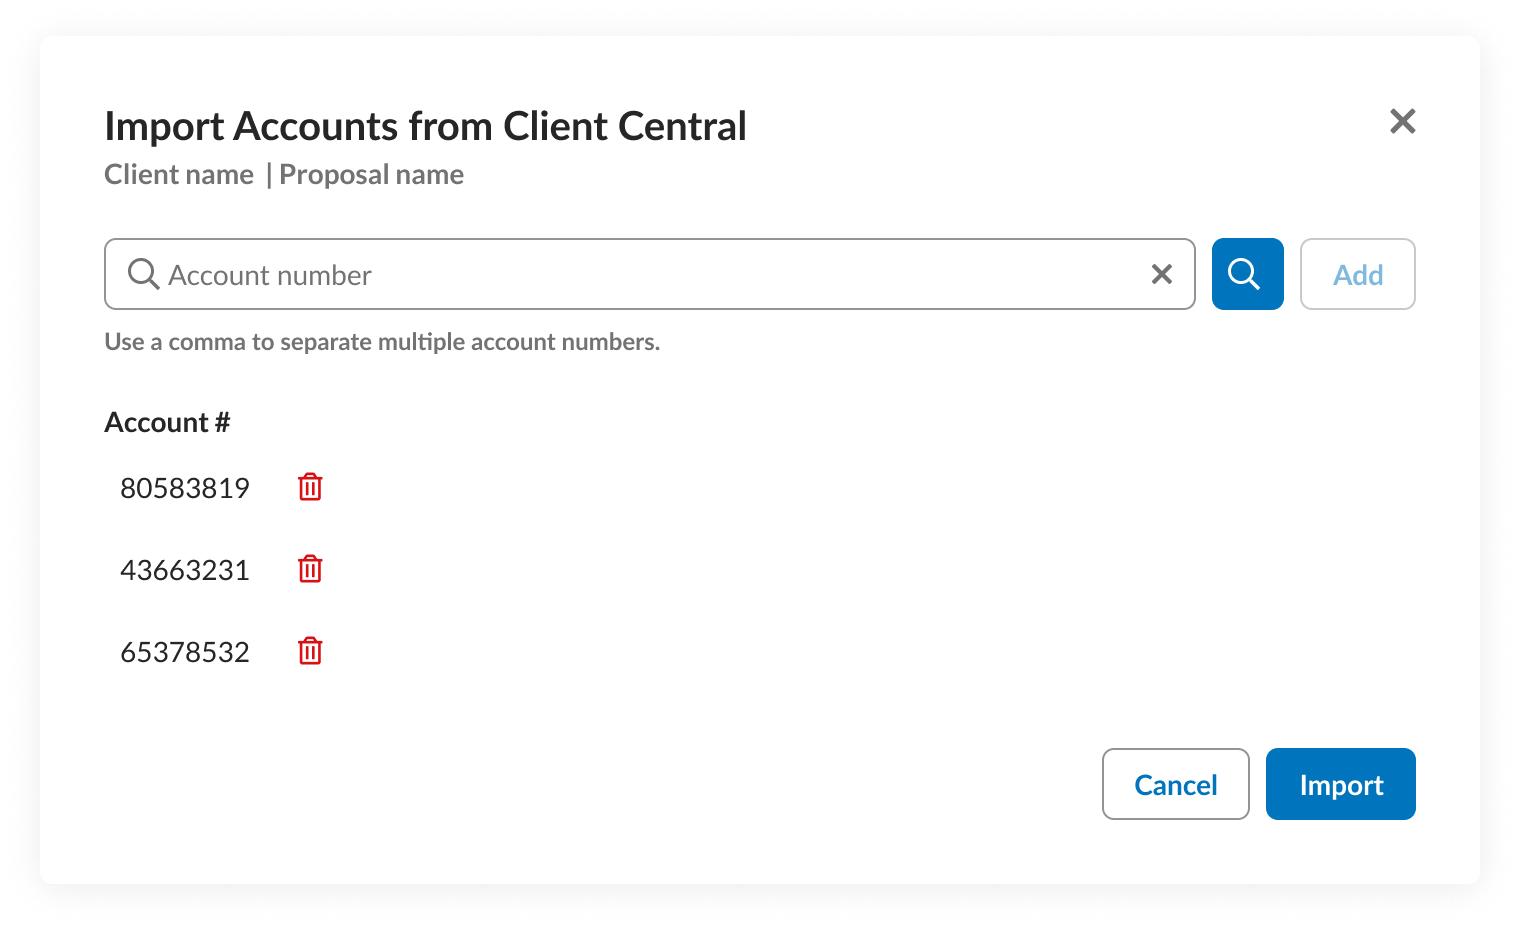 Import Accounts from Client Central
Client name | Proposal name
Account number
Add
Use a comma to separate multiple account numbers.
Account #
80583819
43663231
65378532
Cancel
Import